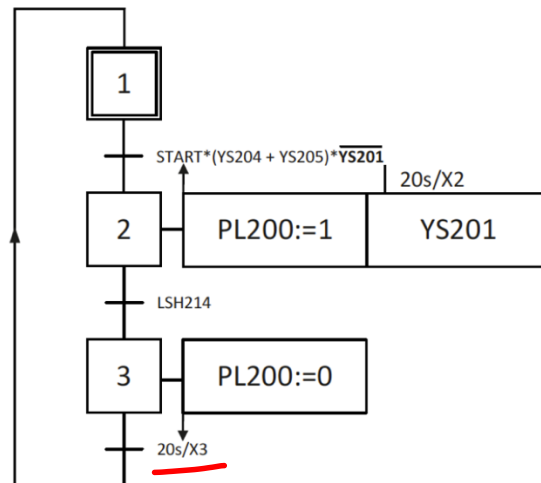 1
START*(YS204 + YS205)*YS201
20s/X2
2
PL200:=1
YS201
LSH214
3
PL200:=0
20s/X3